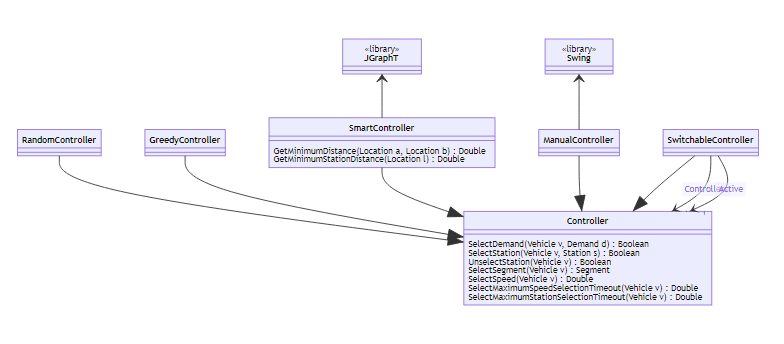 «library»
JGraphT
«library»
Swing
RandomController
GreedyController
SmartController
GetMinimumDistance(Location a, Location b) : Double
GetMinimumStationDistance(Location l) : Double
ManualController
SwitchableController
Active
Controller
SelectDemand(Vehicle v, Demand d) : Boolean
SelectStation(Vehicle v, Station s) : Boolean
UnselectStation(Vehicle v) : Boolean
SelectSegment(Vehicle v) : Segment
SelectSpeed(Vehicle v) : Double
SelectMaximumSpeedSelectionTimeout(Vehicle v) : Double
SelectMaximumStationSelectionTimeout(Vehicle v) : Double